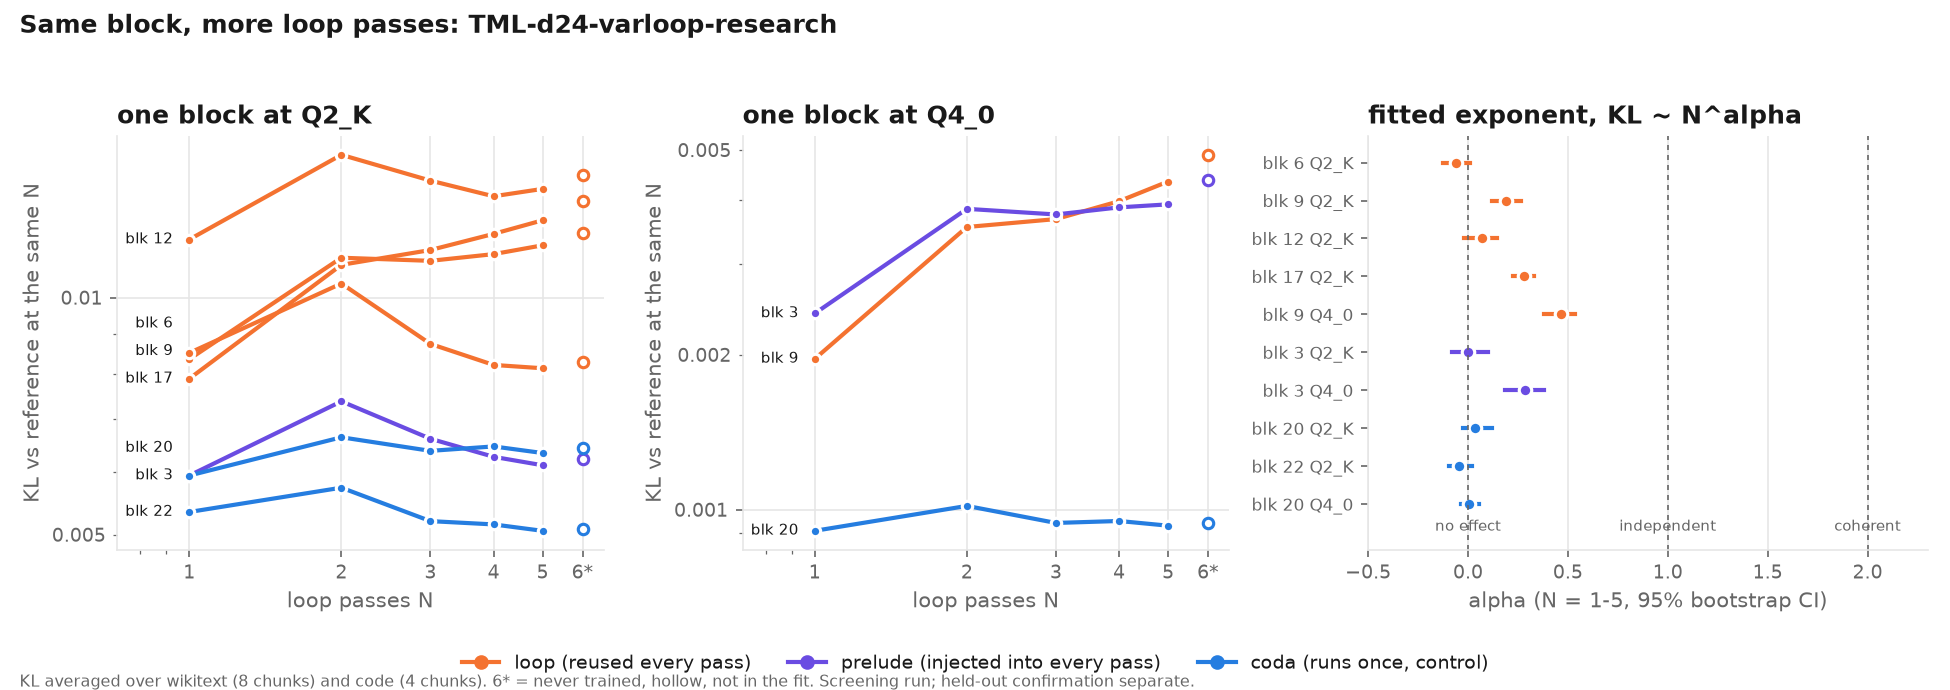 Same block, more loop passes: TML-d24-varloop-research
one block at Q2_K
KL vs reference at the same N
0.01
0.005
blk 12
blk 6
blk 9
blk 17
blk 20
blk 3
blk 22
1 2 3 4 5 6*
loop passes N
one block at Q4_0
KL vs reference at the same N
0.005
0.002
0.001
blk 3
blk 9
blk 20
1 2 3 4 5 6*
loop passes N
fitted exponent, KL ~ N^alpha
blk 6 Q2_K
blk 9 Q2_K
blk 12 Q2_K
blk 17 Q2_K
blk 9 Q4_0
blk 3 Q2_K
blk 3 Q4_0
blk 20 Q2_K
blk 22 Q2_K
blk 20 Q4_0
no effect independent coherent
−0.5 0.0 0.5 1.0 1.5 2.0
alpha (N = 1-5, 95% bootstrap CI)
loop (reused every pass) prelude (injected into every pass) coda (runs once, control)
KL averaged over wikitext (8 chunks) and code (4 chunks). 6* = never trained, hollow, not in the fit. Screening run; held-out confirmation separate.